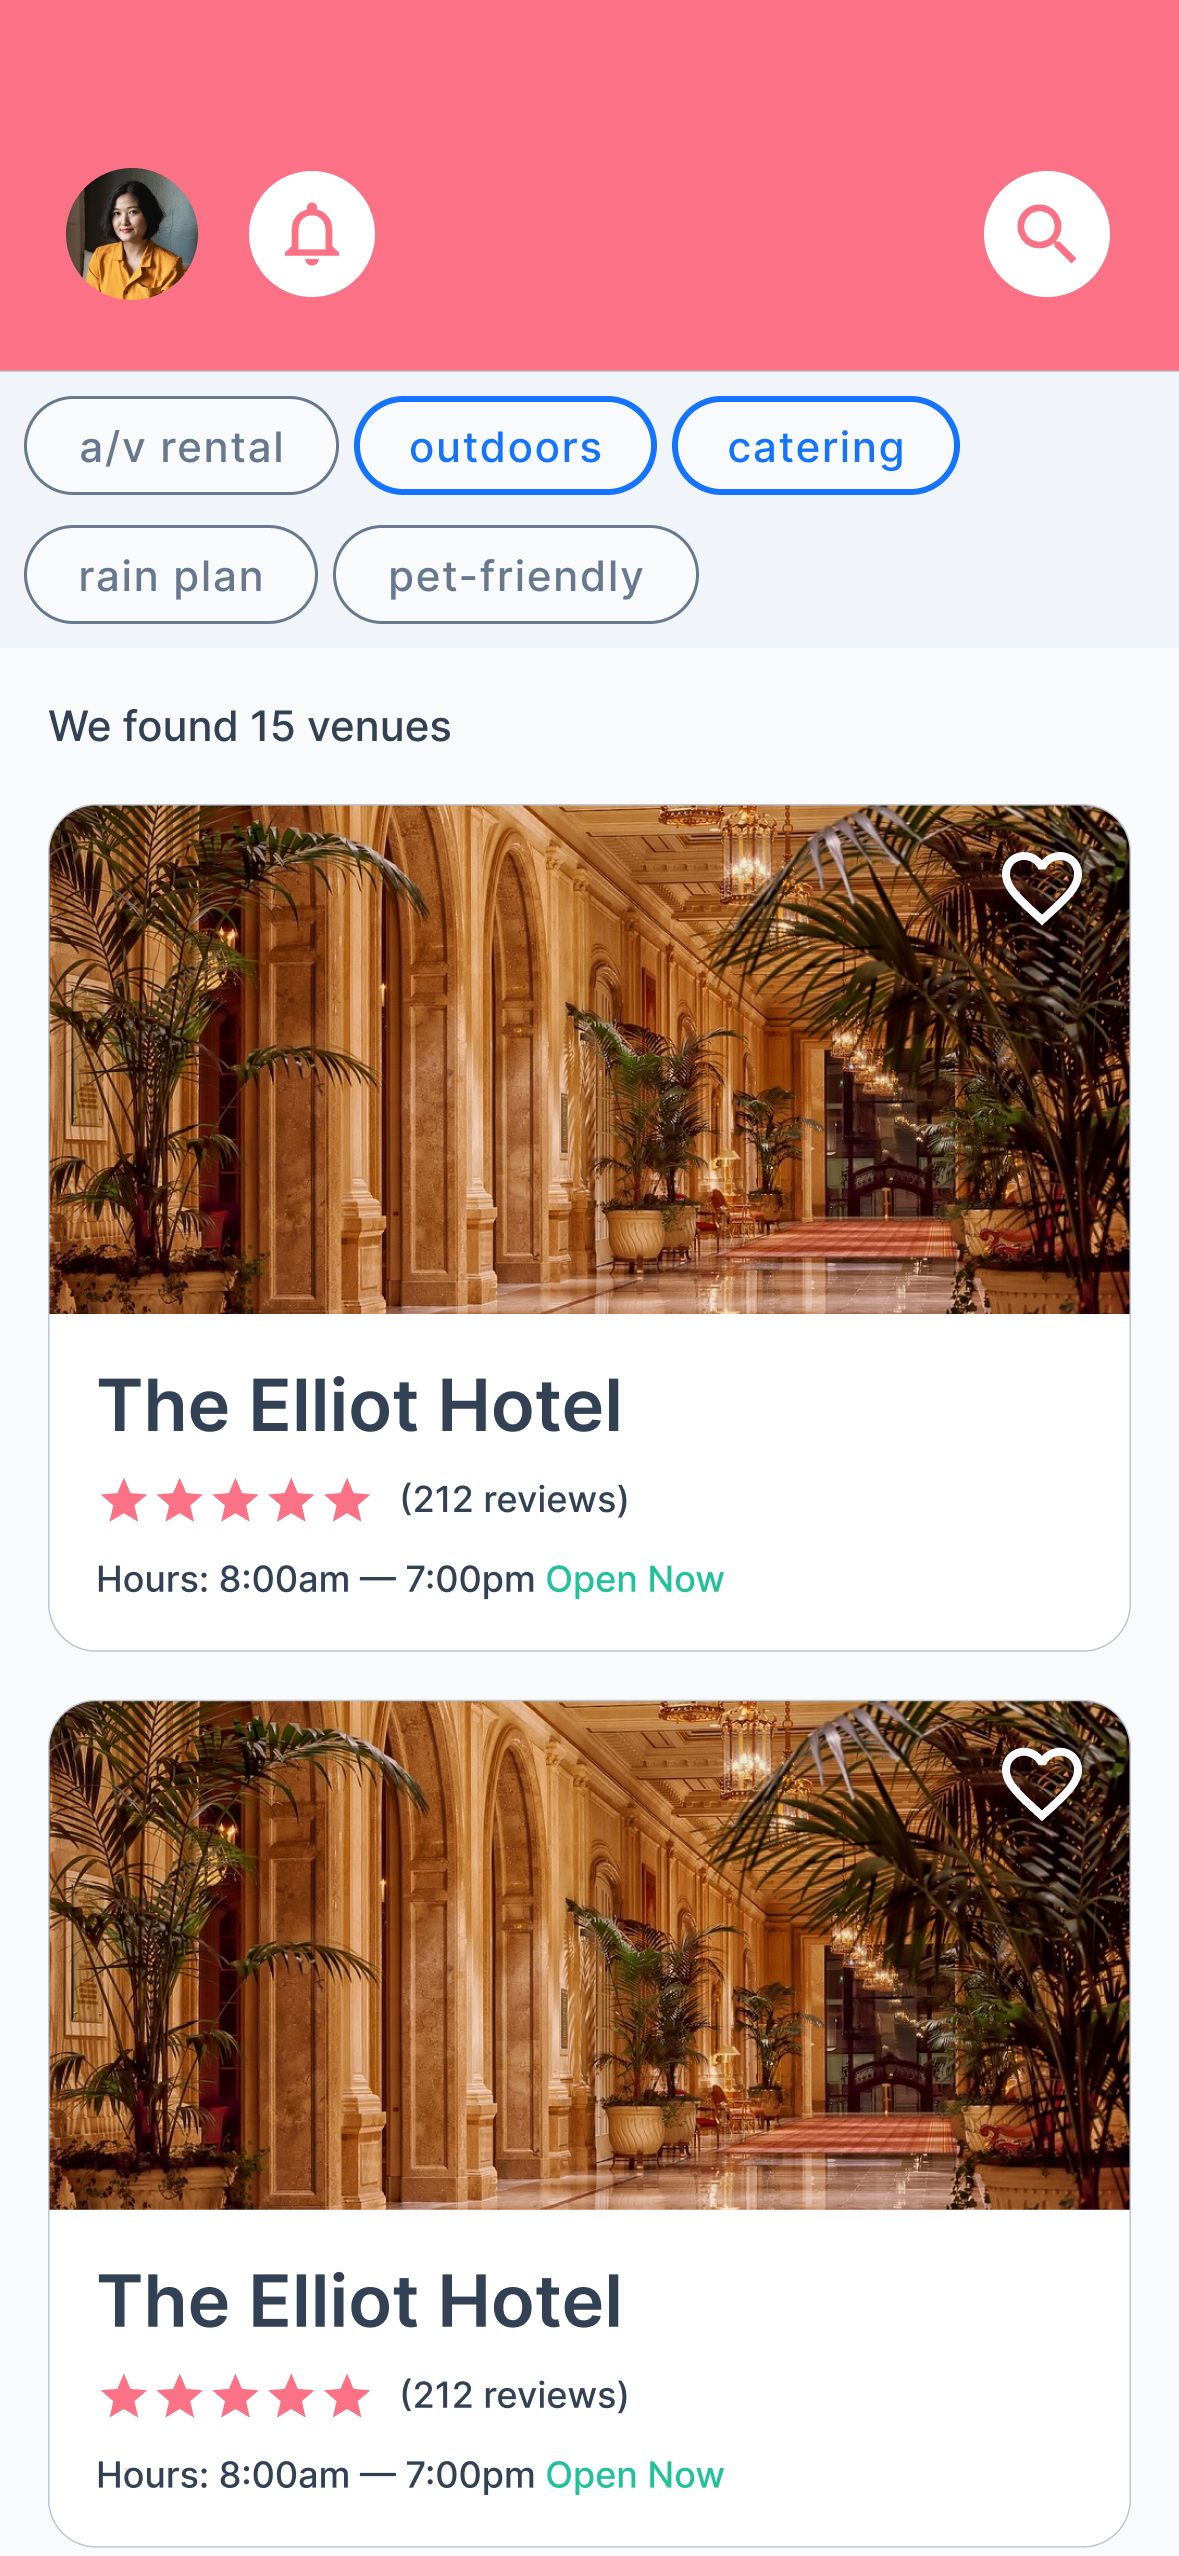 a/v rental outdoors catering
rain plan pet-friendly
We found 15 venues
The Elliot Hotel
(212 reviews)
Hours: 8:00am — 7:00pm Open Now
The Elliot Hotel
(212 reviews)
Hours: 8:00am — 7:00pm Open Now